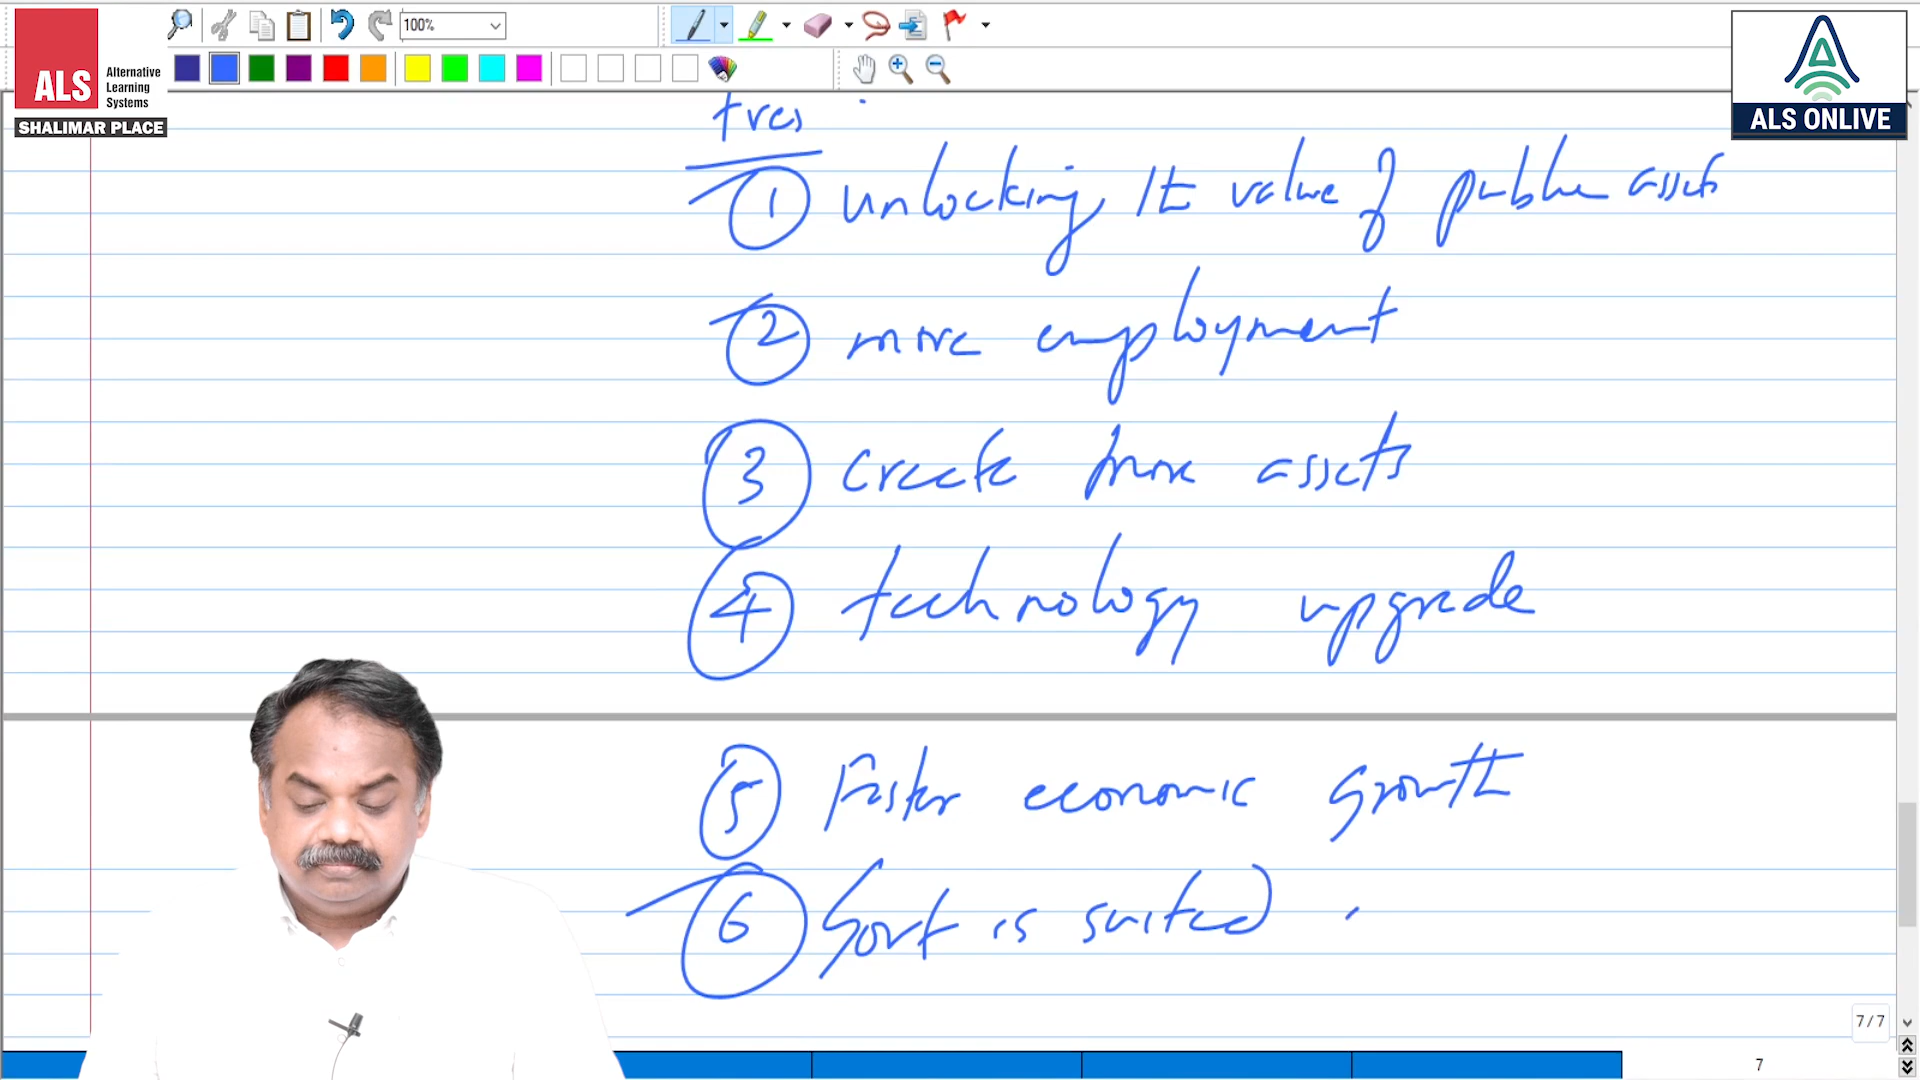 100%
ALS
Alternative
Learning
Systems
SHALIMAR PLACE
ALS ONLIVE
+ves
1 unlocking the value of public assets
2 more employment
3 create more assets
4 technology upgrade
5 Faster economic growth
6 Govt is suited
7/7
7